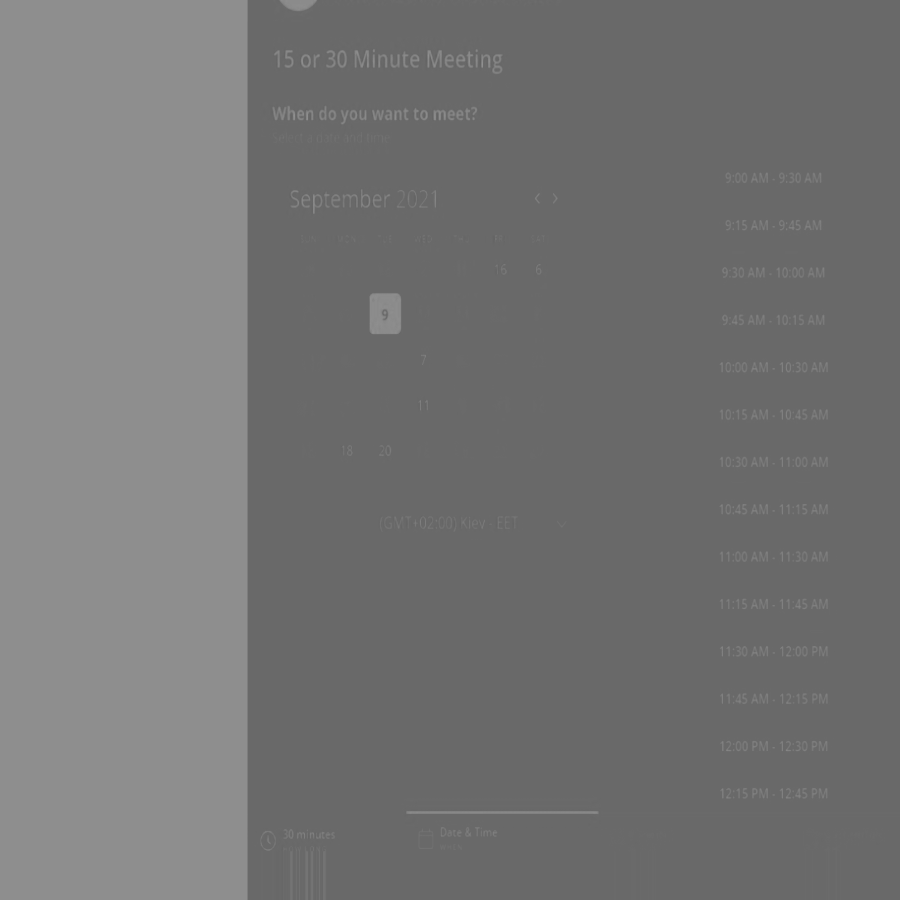 15 or 30 Minute Meeting
When do you want to meet?
Select a date and time
September 2021
16 6
9
7
11
18 20
(GMT+02:00) Kiev - EET
9:00 AM - 9:30 AM
9:15 AM - 9:45 AM
9:30 AM - 10:00 AM
9:45 AM - 10:15 AM
10:00 AM - 10:30 AM
10:15 AM - 10:45 AM
10:30 AM - 11:00 AM
10:45 AM - 11:15 AM
11:00 AM - 11:30 AM
11:15 AM - 11:45 AM
11:30 AM - 12:00 PM
11:45 AM - 12:15 PM
12:00 PM - 12:30 PM
12:15 PM - 12:45 PM
30 minutes
Date & Time